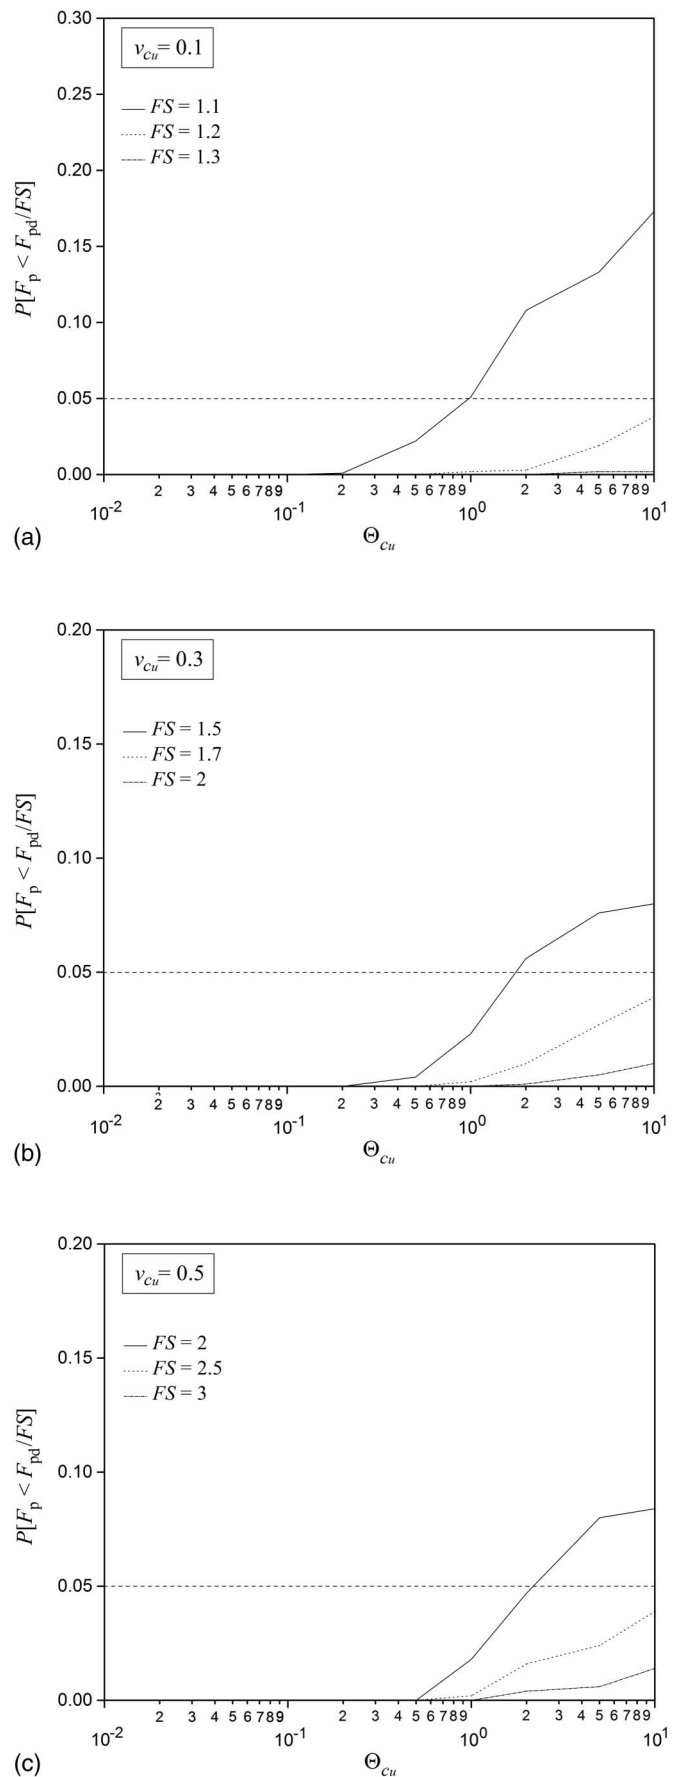 0.30
v_cu = 0.1
0.25
FS = 1.1
FS = 1.2
FS = 1.3
0.20
0.15
0.10
0.05
0.00
P[F_p < F_pd/FS]
2 3 4 5 6 7 8 9 2 3 4 5 6 7 8 9 2 3 4 5 6 7 8 9
10^-2 10^-1 10^0 10^1
Θ_cu
(a)
0.20
v_cu = 0.3
FS = 1.5
FS = 1.7
FS = 2
0.15
0.10
0.05
0.00
P[F_p < F_pd/FS]
2 3 4 5 6 7 8 9 2 3 4 5 6 7 8 9 2 3 4 5 6 7 8 9
10^-2 10^-1 10^0 10^1
Θ_cu
(b)
0.20
v_cu = 0.5
FS = 2
FS = 2.5
FS = 3
0.15
0.10
0.05
0.00
P[F_p < F_pd/FS]
2 3 4 5 6 7 8 9 2 3 4 5 6 7 8 9 2 3 4 5 6 7 8 9
10^-2 10^-1 10^0 10^1
Θ_cu
(c)